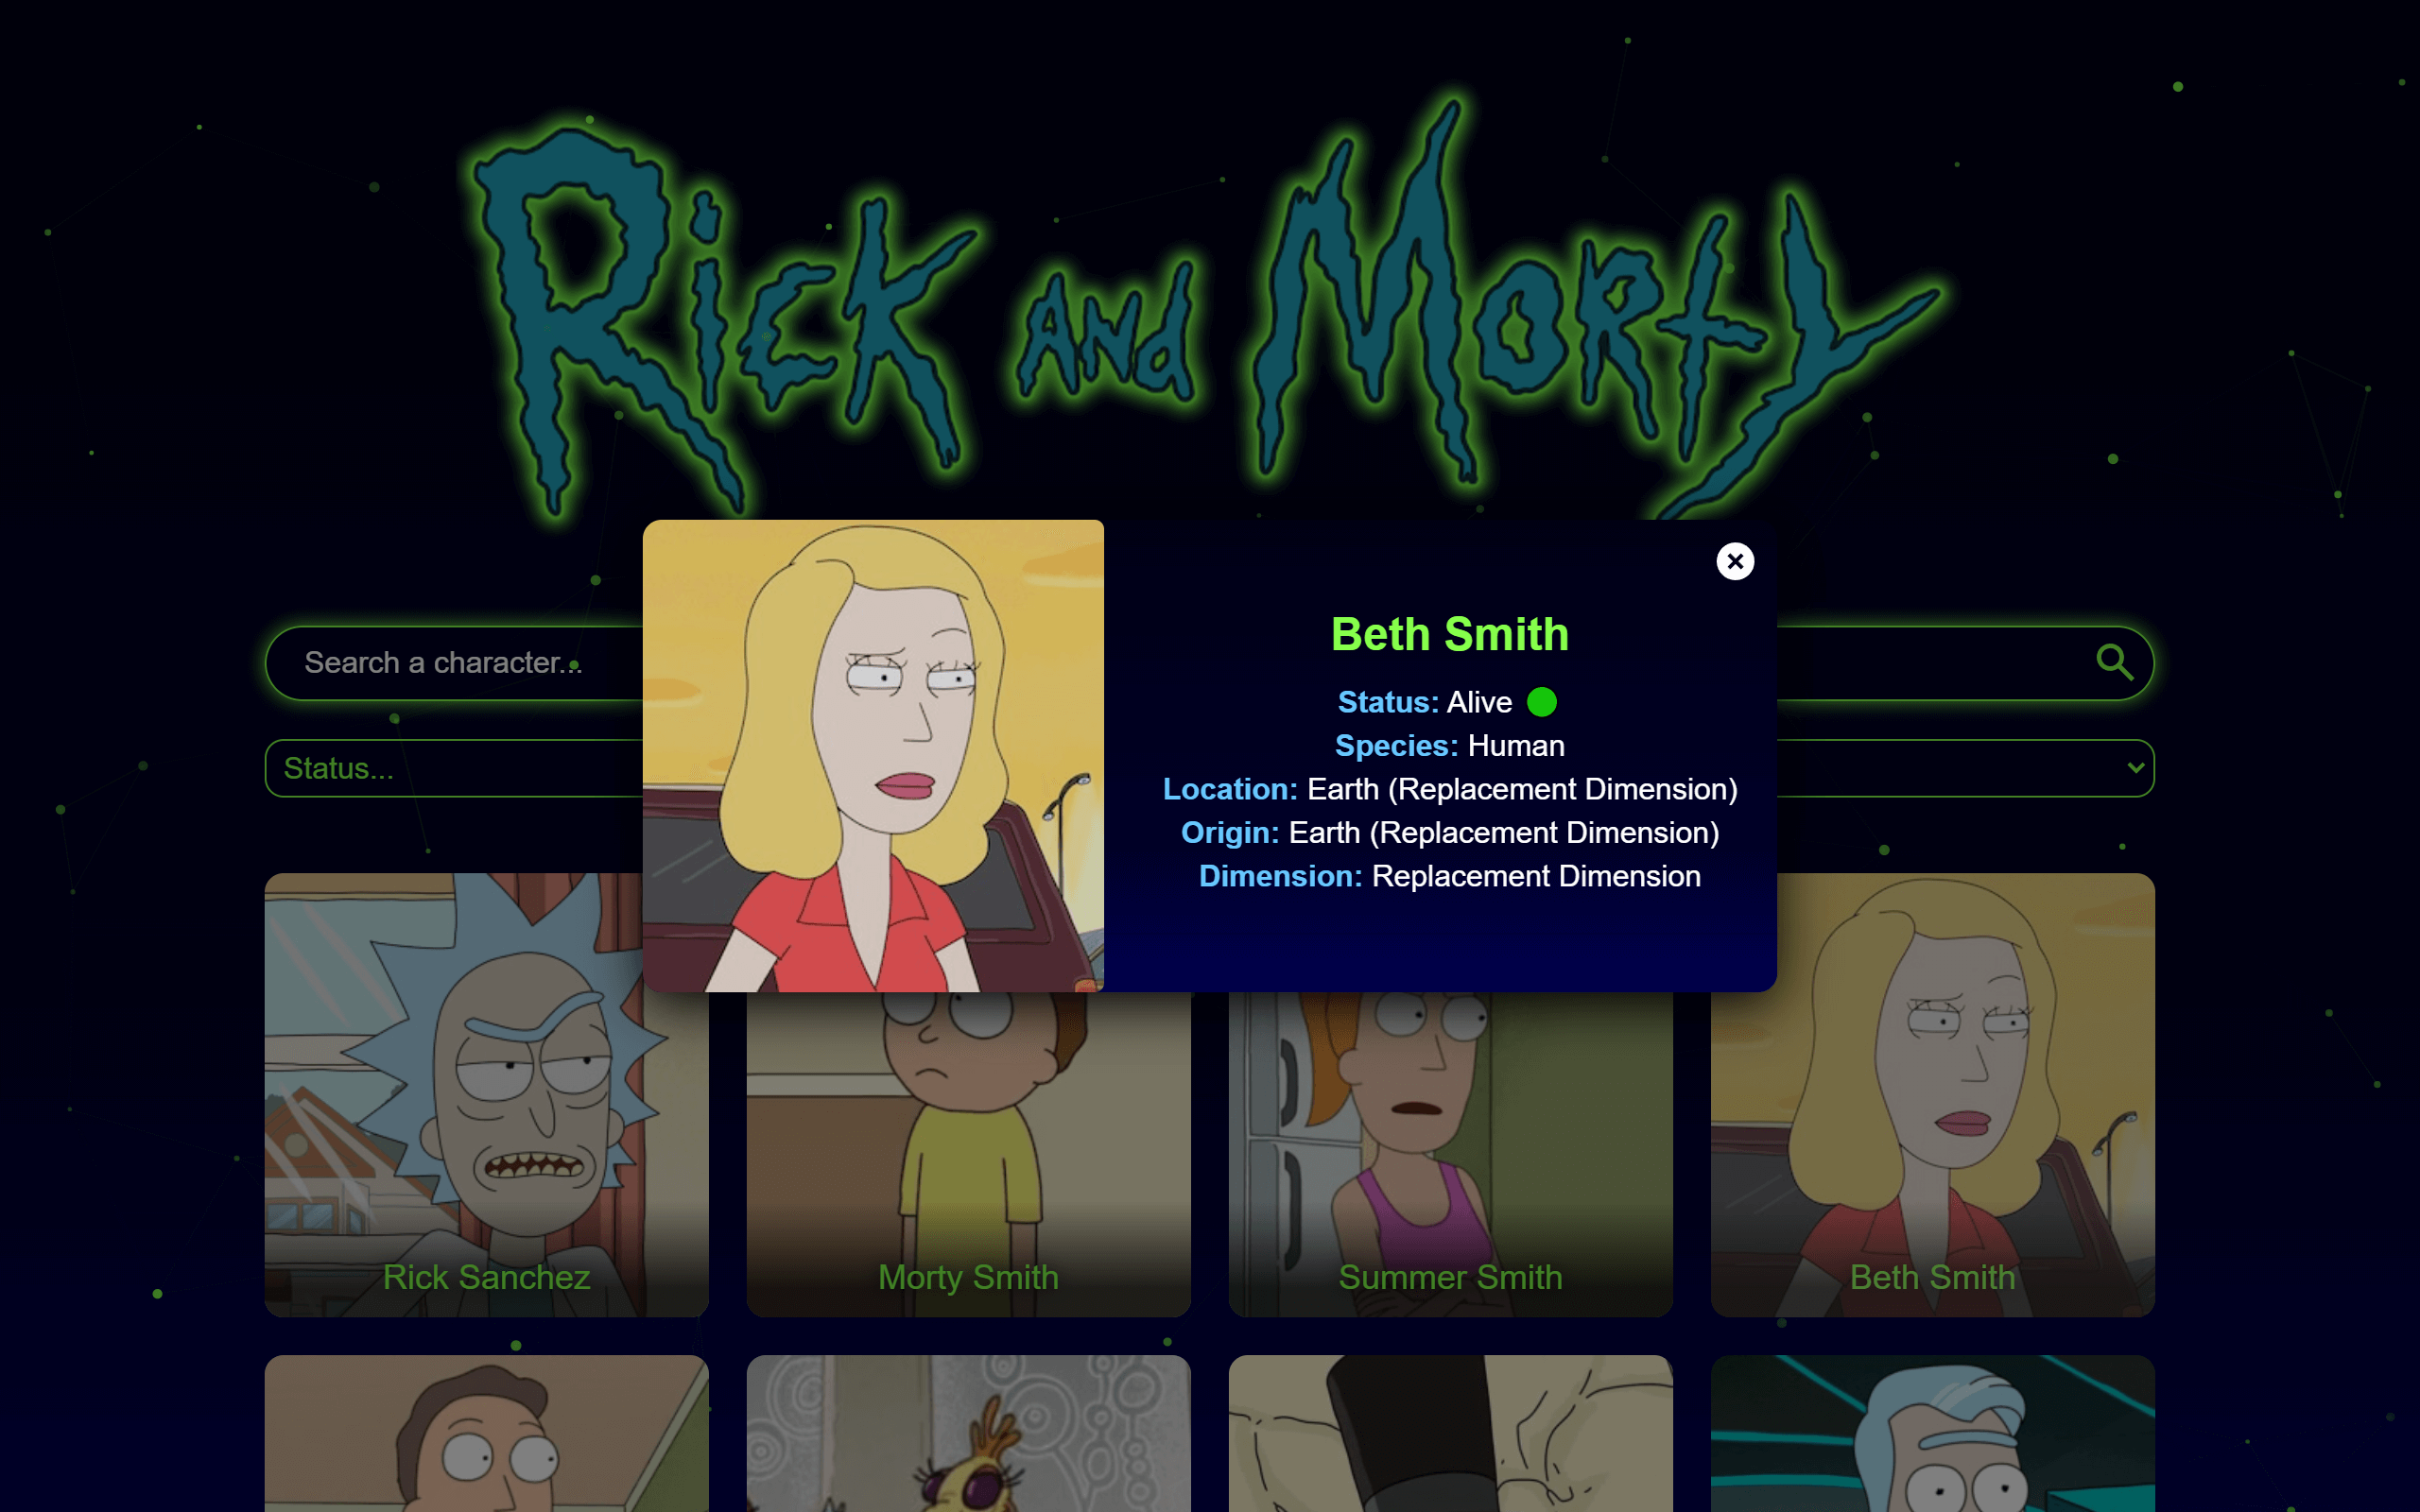 Rick and Morty
Search a character...
Status...
Beth Smith
Status: Alive
Species: Human
Location: Earth (Replacement Dimension)
Origin: Earth (Replacement Dimension)
Dimension: Replacement Dimension
Rick Sanchez
Morty Smith
Summer Smith
Beth Smith